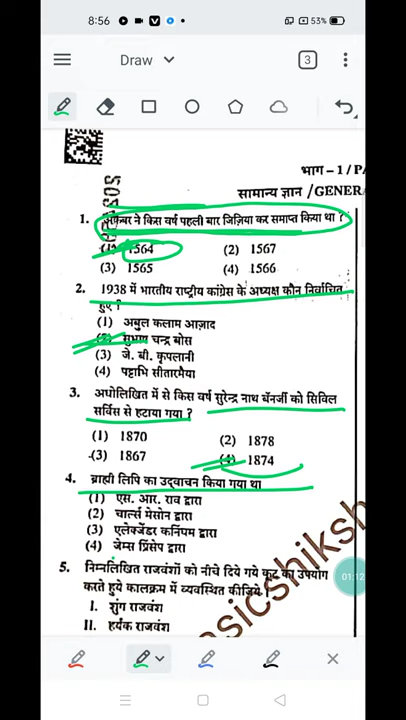 8:56
53%
Draw
3
भाग - 1/PA
सामान्य ज्ञान /GENERA
1. अकबर ने किस वर्ष पहली बार जिज़िया कर समाप्त किया था ?
(1) 1564 (2) 1567
(3) 1565 (4) 1566
2. 1938 में भारतीय राष्ट्रीय कांग्रेस के अध्यक्ष कौन निर्वाचित
हुए ?
(1) अबुल कलाम आज़ाद
(2) सुभाष चन्द्र बोस
(3) जे. बी. कृपलानी
(4) पट्टाभि सीतारमैया
3. अधोलिखित में से किस वर्ष सुरेन्द्र नाथ बॅनर्जी को सिविल
सर्विस से हटाया गया ?
(1) 1870 (2) 1878
(3) 1867 (4) 1874
4. ब्राह्मी लिपि का उद्‌वाचन किया गया था
(1) एस. आर. राव द्वारा
(2) चार्ल्स मेसोन द्वारा
(3) एलेक्जेंडर कनिंघम द्वारा
(4) जेम्स प्रिंसेप द्वारा
5. निम्नलिखित राजवंशों को नीचे दिये गये कूट का उपयोग
करते हुये कालक्रम में व्यवस्थित कीजिये
I. शुंग राजवंश
II. हर्यक राजवंश
asicshiksh
01:12